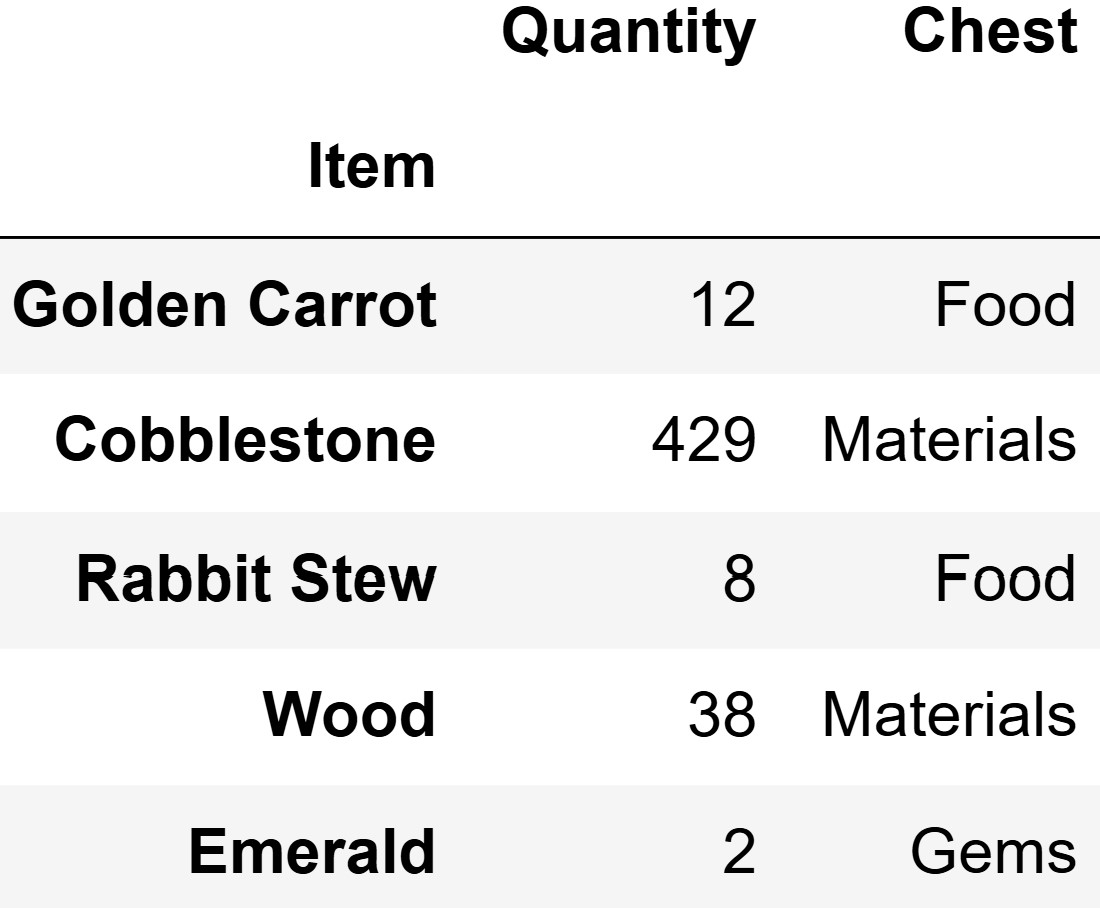 Quantity Chest
Item
Golden Carrot 12 Food
Cobblestone 429 Materials
Rabbit Stew 8 Food
Wood 38 Materials
Emerald 2 Gems